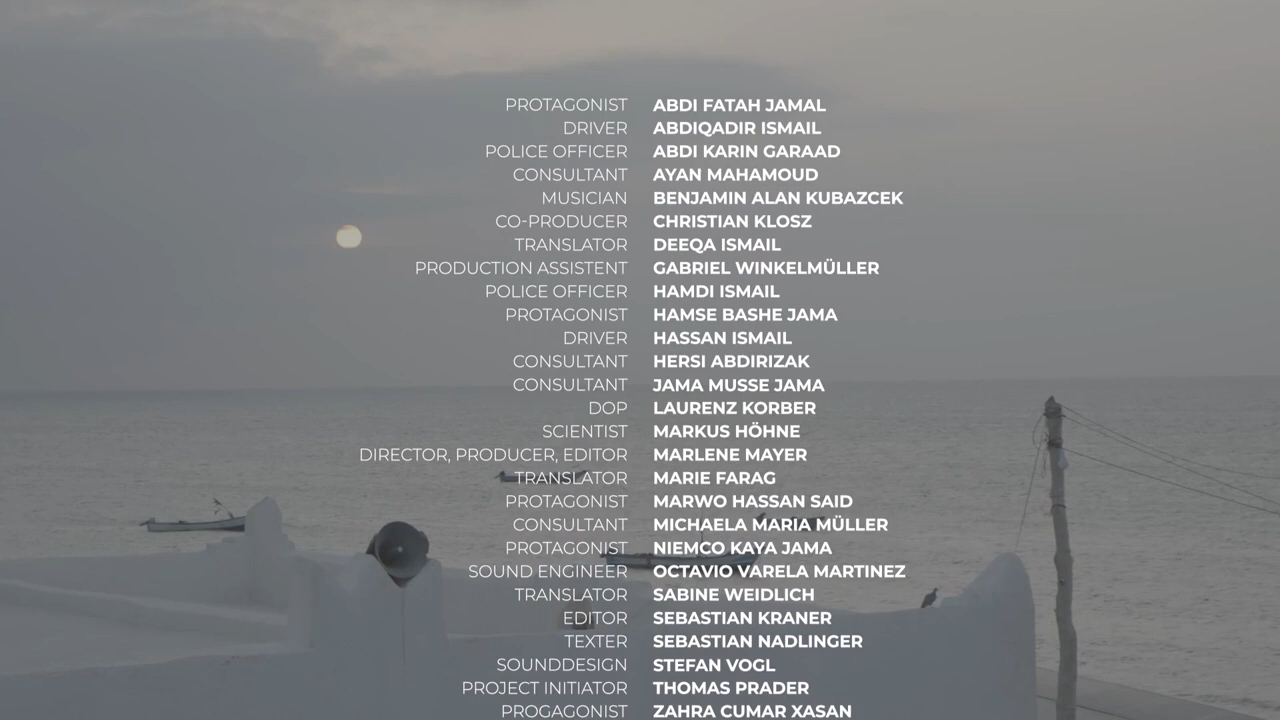 PROTAGONIST ABDI FATAH JAMAL
DRIVER ABDIQADIR ISMAIL
POLICE OFFICER ABDI KARIN GARAAD
CONSULTANT AYAN MAHAMOUD
MUSICIAN BENJAMIN ALAN KUBAZCEK
CO-PRODUCER CHRISTIAN KLOSZ
TRANSLATOR DEEQA ISMAIL
PRODUCTION ASSISTENT GABRIEL WINKELMÜLLER
POLICE OFFICER HAMDI ISMAIL
PROTAGONIST HAMSE BASHE JAMA
DRIVER HASSAN ISMAIL
CONSULTANT HERSI ABDIRIZAK
CONSULTANT JAMA MUSSE JAMA
DOP LAURENZ KORBER
SCIENTIST MARKUS HÖHNE
DIRECTOR, PRODUCER, EDITOR MARLENE MAYER
TRANSLATOR MARIE FARAG
PROTAGONIST MARWO HASSAN SAID
CONSULTANT MICHAELA MARIA MÜLLER
PROTAGONIST NIEMCO KAYA JAMA
SOUND ENGINEER OCTAVIO VARELA MARTINEZ
TRANSLATOR SABINE WEIDLICH
EDITOR SEBASTIAN KRANER
TEXTER SEBASTIAN NADLINGER
SOUNDDESIGN STEFAN VOGL
PROJECT INITIATOR THOMAS PRADER
PROGAGONIST ZAHRA CUMAR XASAN